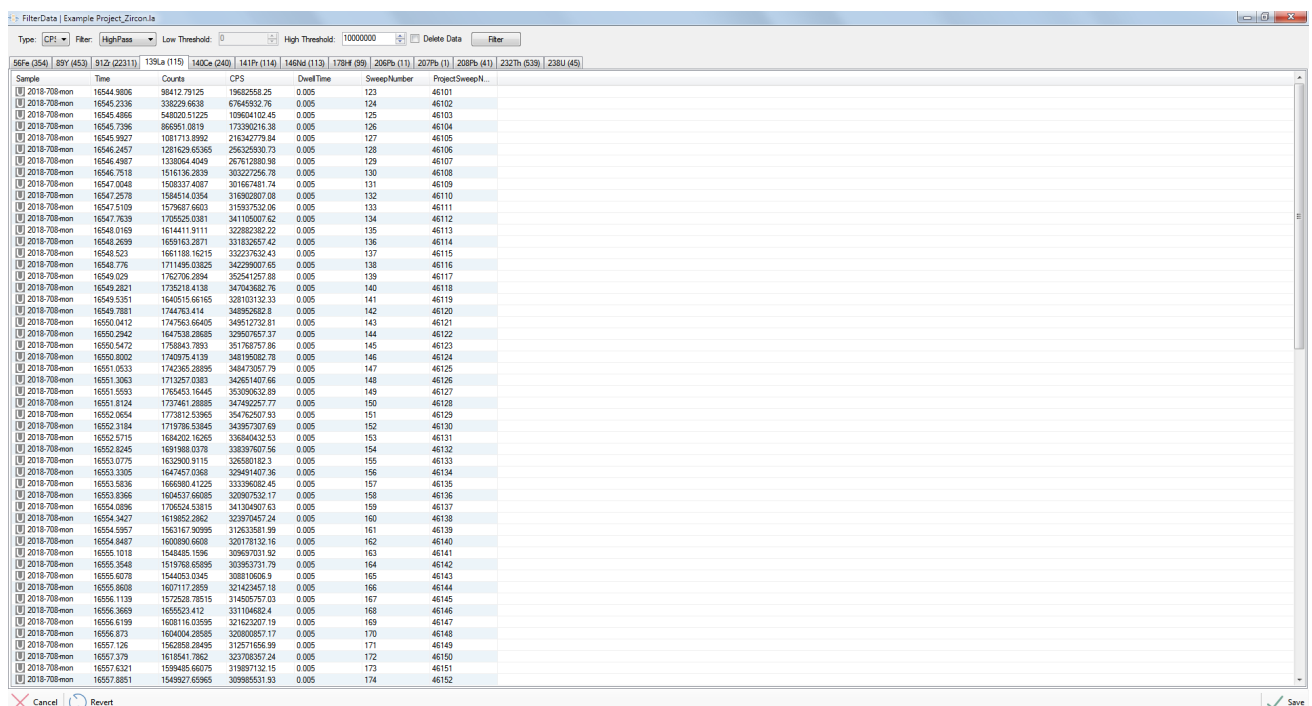 FilterData | Example Project_Zircon.la
Type: CP! Filter: HighPass Low Threshold: 0 High Threshold: 10000000 Delete Data Filter
56Fe (354) 89Y (453) 91Zr (22311) 139La (115) 140Ce (240) 141Pr (114) 146Nd (113) 178Hf (99) 206Pb (11) 207Pb (1) 208Pb (41) 232Th (539) 238U (45)
Sample Time Counts CPS DwellTime SweepNumber ProjectSweepN...
2018-708-mon 16544.9806 98412.79125 19682558.25 0.005 123 46101
2018-708-mon 16545.2336 338229.6638 67645932.76 0.005 124 46102
2018-708-mon 16545.4866 548020.51225 109604102.45 0.005 125 46103
2018-708-mon 16545.7396 866951.0819 173390216.38 0.005 126 46104
2018-708-mon 16545.9927 1081713.8992 216342779.84 0.005 127 46105
2018-708-mon 16546.2457 1281629.65365 256325930.73 0.005 128 46106
2018-708-mon 16546.4987 1338064.4049 267612880.98 0.005 129 46107
2018-708-mon 16546.7518 1516136.2839 303227256.78 0.005 130 46108
2018-708-mon 16547.0048 1508337.4087 301667481.74 0.005 131 46109
2018-708-mon 16547.2578 1584514.0354 316902807.08 0.005 132 46110
2018-708-mon 16547.5109 1579687.6603 315937532.06 0.005 133 46111
2018-708-mon 16547.7639 1705525.0381 341105007.62 0.005 134 46112
2018-708-mon 16548.0169 1614411.9111 322882382.22 0.005 135 46113
2018-708-mon 16548.2699 1659163.2871 331832657.42 0.005 136 46114
2018-708-mon 16548.523 1661188.16215 332237632.43 0.005 137 46115
2018-708-mon 16548.776 1711495.03825 342299007.65 0.005 138 46116
2018-708-mon 16549.029 1762706.2894 352541257.88 0.005 139 46117
2018-708-mon 16549.2821 1735218.4138 347043682.76 0.005 140 46118
2018-708-mon 16549.5351 1640515.66165 328103132.33 0.005 141 46119
2018-708-mon 16549.7881 1744763.414 348952682.8 0.005 142 46120
2018-708-mon 16550.0412 1747563.66405 349512732.81 0.005 143 46121
2018-708-mon 16550.2942 1647538.28685 329507657.37 0.005 144 46122
2018-708-mon 16550.5472 1758843.7893 351768757.86 0.005 145 46123
2018-708-mon 16550.8002 1740975.4139 348195082.78 0.005 146 46124
2018-708-mon 16551.0533 1742365.28895 348473057.79 0.005 147 46125
2018-708-mon 16551.3063 1713257.0383 342651407.66 0.005 148 46126
2018-708-mon 16551.5593 1765453.16445 353090632.89 0.005 149 46127
2018-708-mon 16551.8124 1737461.28885 347492257.77 0.005 150 46128
2018-708-mon 16552.0654 1773812.53965 354762507.93 0.005 151 46129
2018-708-mon 16552.3184 1719786.53845 343957307.69 0.005 152 46130
2018-708-mon 16552.5715 1684202.16265 336840432.53 0.005 153 46131
2018-708-mon 16552.8245 1691988.0378 338397607.56 0.005 154 46132
2018-708-mon 16553.0775 1632900.9115 326580182.3 0.005 155 46133
2018-708-mon 16553.3305 1647457.0368 329491407.36 0.005 156 46134
2018-708-mon 16553.5836 1666980.41225 333396082.45 0.005 157 46135
2018-708-mon 16553.8366 1604537.66085 320907532.17 0.005 158 46136
2018-708-mon 16554.0896 1706524.53815 341304907.63 0.005 159 46137
2018-708-mon 16554.3427 1619852.2862 323970457.24 0.005 160 46138
2018-708-mon 16554.5957 1563167.90995 312633581.99 0.005 161 46139
2018-708-mon 16554.8487 1600890.6608 320178132.16 0.005 162 46140
2018-708-mon 16555.1018 1548485.1596 309697031.92 0.005 163 46141
2018-708-mon 16555.3548 1519768.65895 303953731.79 0.005 164 46142
2018-708-mon 16555.6078 1544053.0345 308810606.9 0.005 165 46143
2018-708-mon 16555.8608 1607117.2859 321423457.18 0.005 166 46144
2018-708-mon 16556.1139 1572528.78515 314505757.03 0.005 167 46145
2018-708-mon 16556.3669 1655523.412 331104682.4 0.005 168 46146
2018-708-mon 16556.6199 1608116.03595 321623207.19 0.005 169 46147
2018-708-mon 16556.873 1604004.28585 320800857.17 0.005 170 46148
2018-708-mon 16557.126 1562858.28495 312571656.99 0.005 171 46149
2018-708-mon 16557.379 1618541.7862 323708357.24 0.005 172 46150
2018-708-mon 16557.6321 1599485.66075 319897132.15 0.005 173 46151
2018-708-mon 16557.8851 1549927.65965 309985531.93 0.005 174 46152
Cancel Revert Save